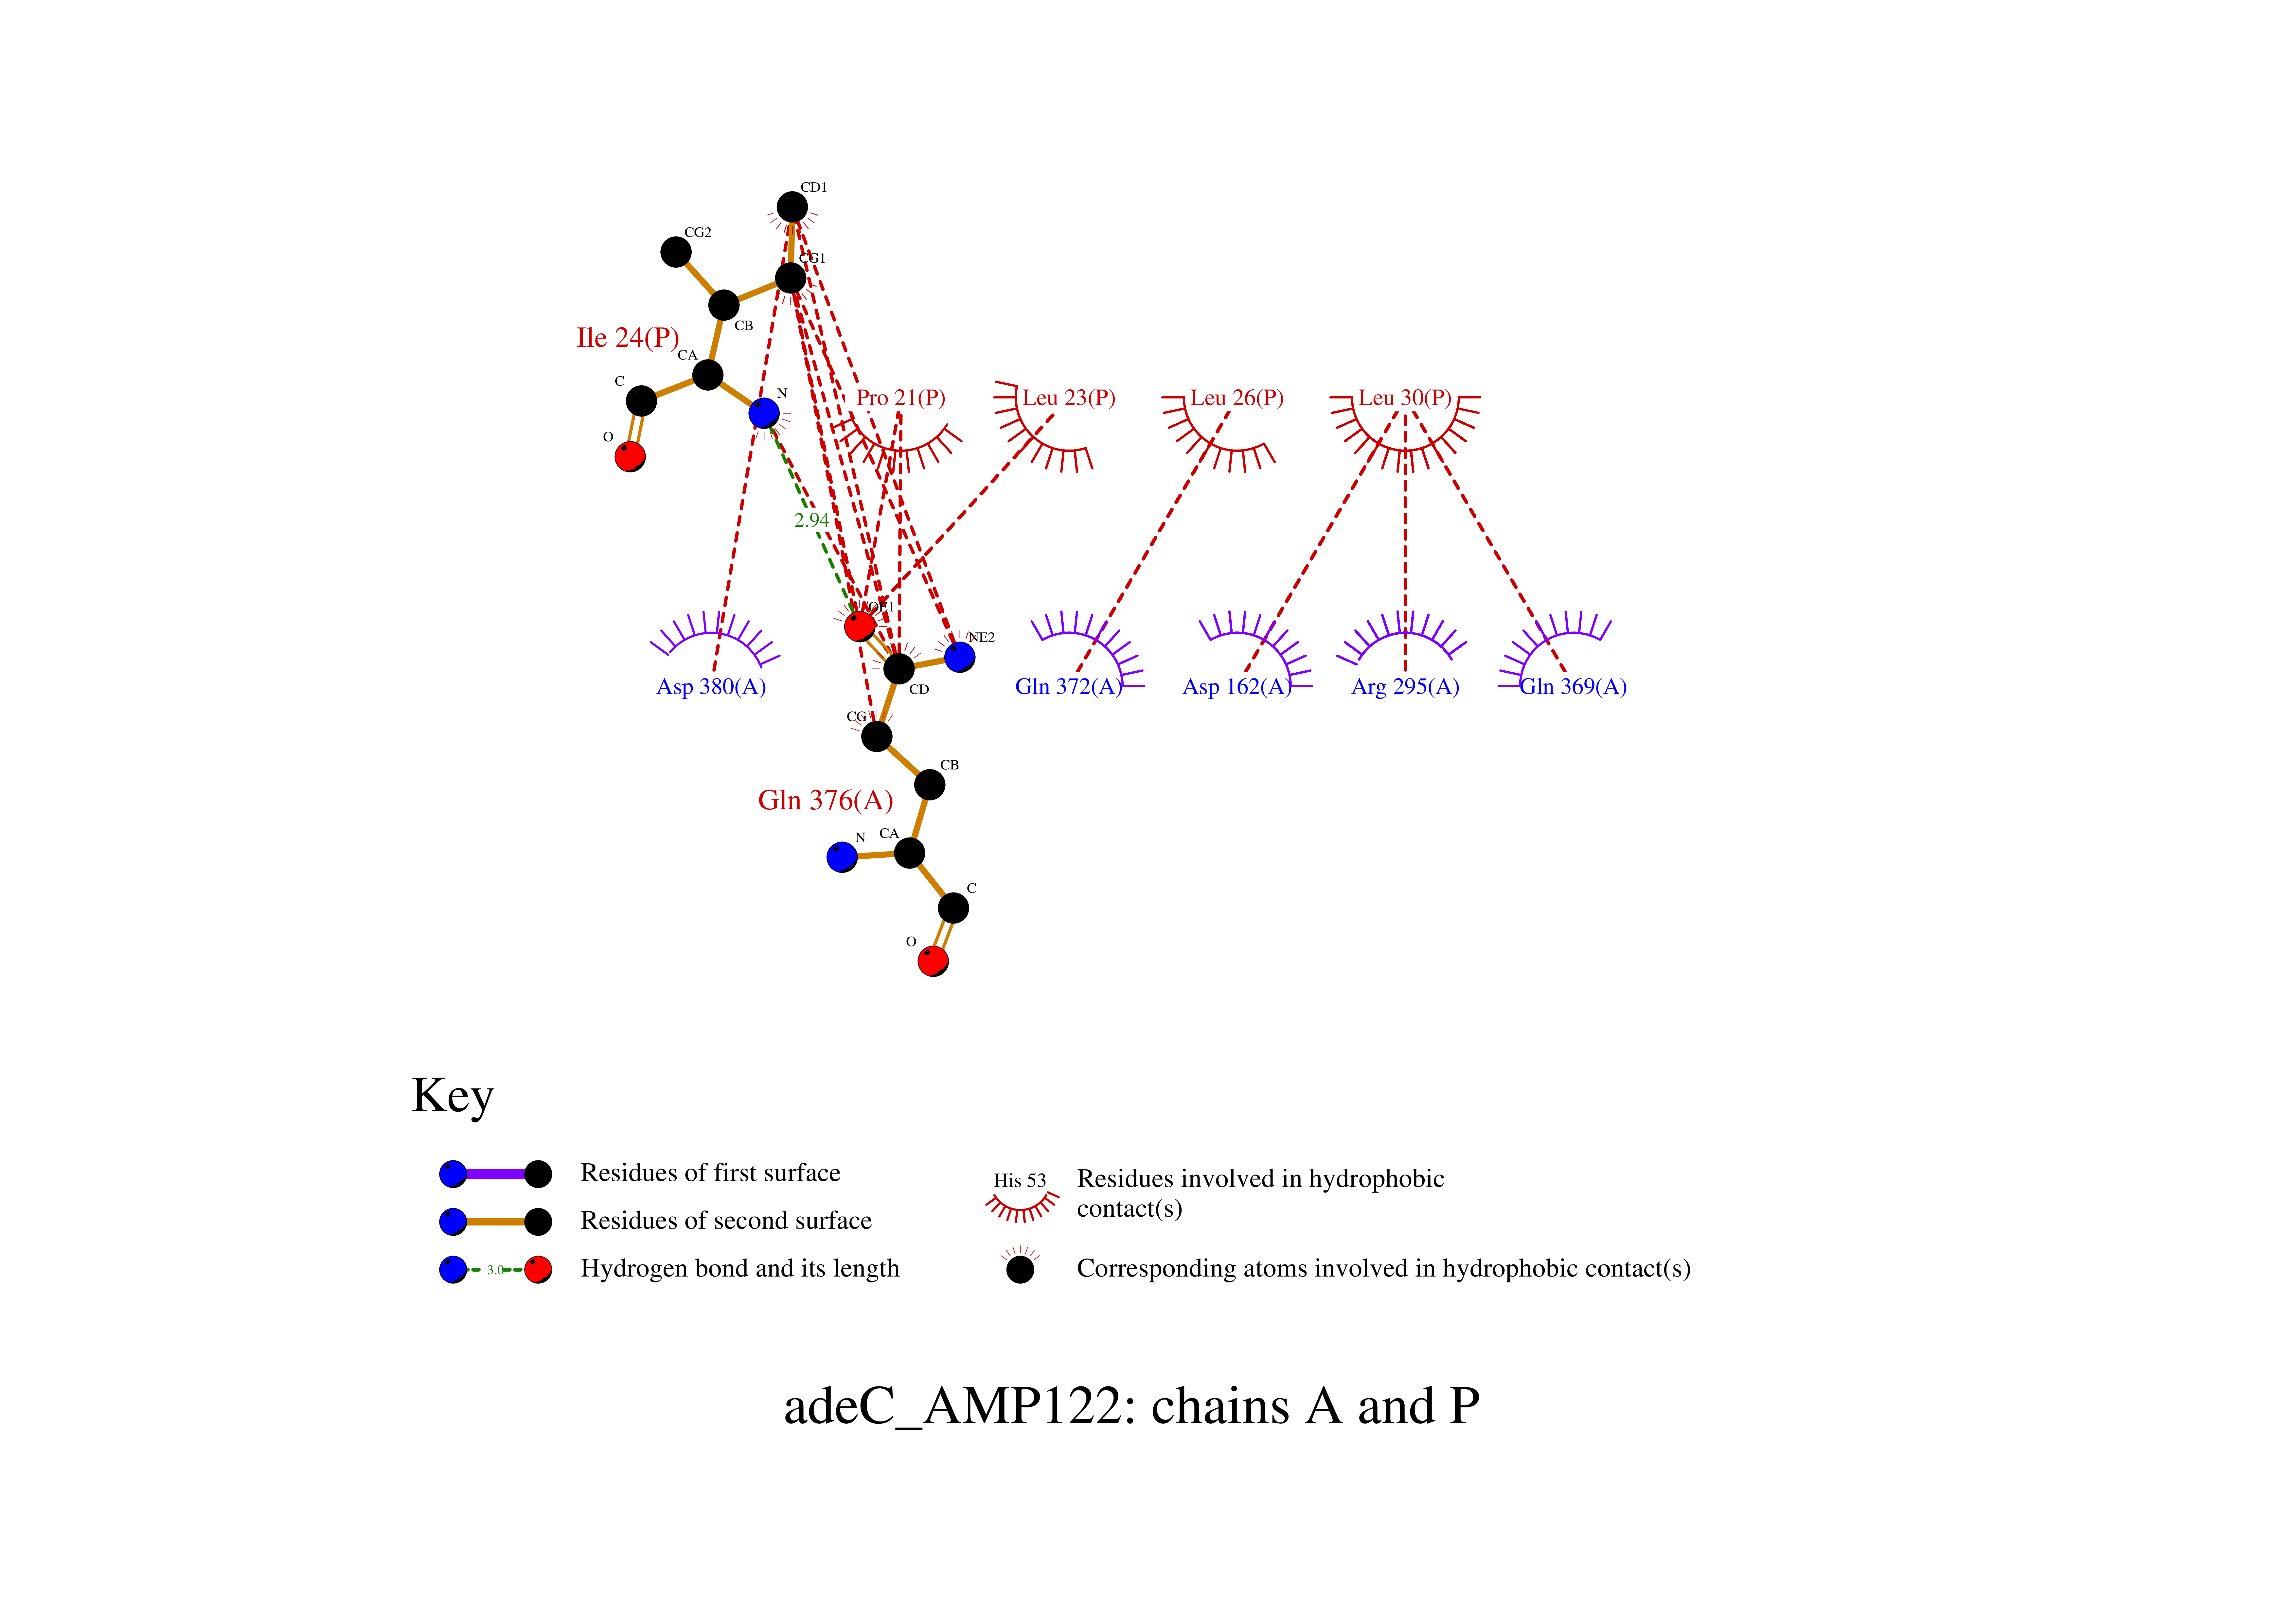 CD1
CG2
CG1
CB
Ile 24(P)
CA
C
N
O
Pro 21(P)
Leu 23(P)
Leu 26(P)
Leu 30(P)
2.94
OE1
NE2
Asp 380(A)
CD
Gln 372(A)
Asp 162(A)
Arg 295(A)
Gln 369(A)
CG
CB
Gln 376(A)
N
CA
C
O
Key
Residues of first surface
Residues of second surface
3.0
Hydrogen bond and its length
His 53
Residues involved in hydrophobic
contact(s)
Corresponding atoms involved in hydrophobic contact(s)
adeC_AMP122: chains A and P